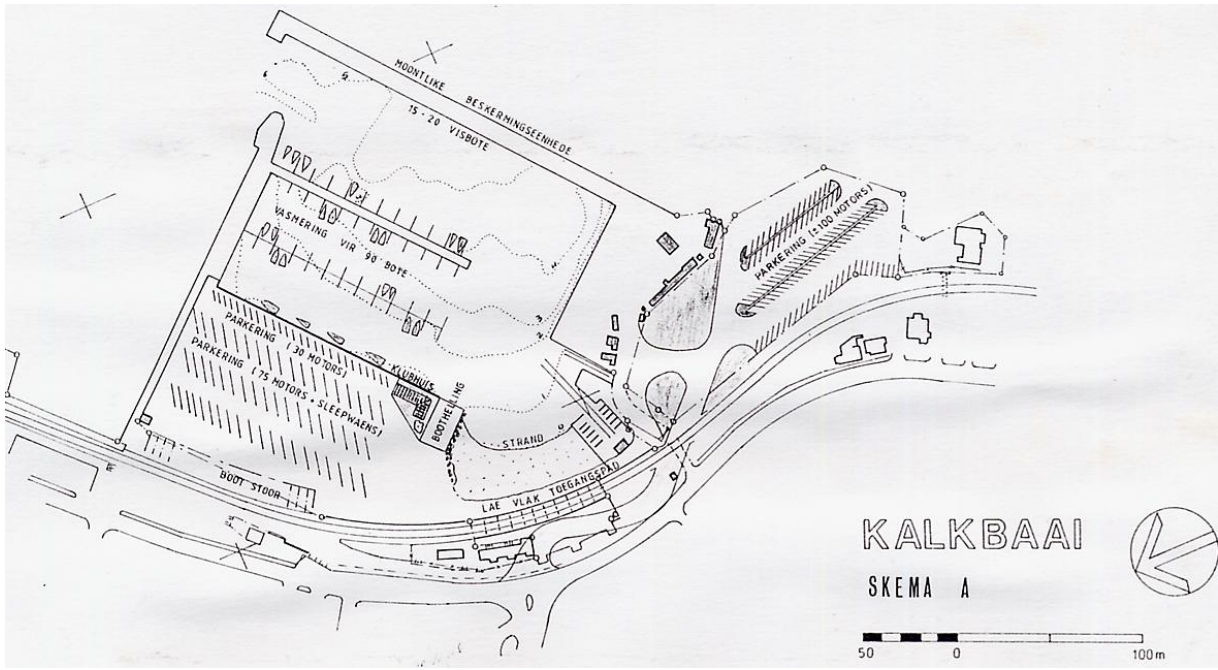 MOONTLIKE BESKERMINGSEENHEDE
15 - 20 VISBOTE
VASMERING VIR 90 BOTE
PARKERING (±100 MOTORS)
PARKERING (30 MOTORS)
PARKERING (75 MOTORS + SLEEPWAENS)
KLUBHUIS
BOOTHELLING
STRAND
LAE VLAK TOEGANGSPAD
BOOT STOOR
KALKBAAI
SKEMA A
50 0 100 m